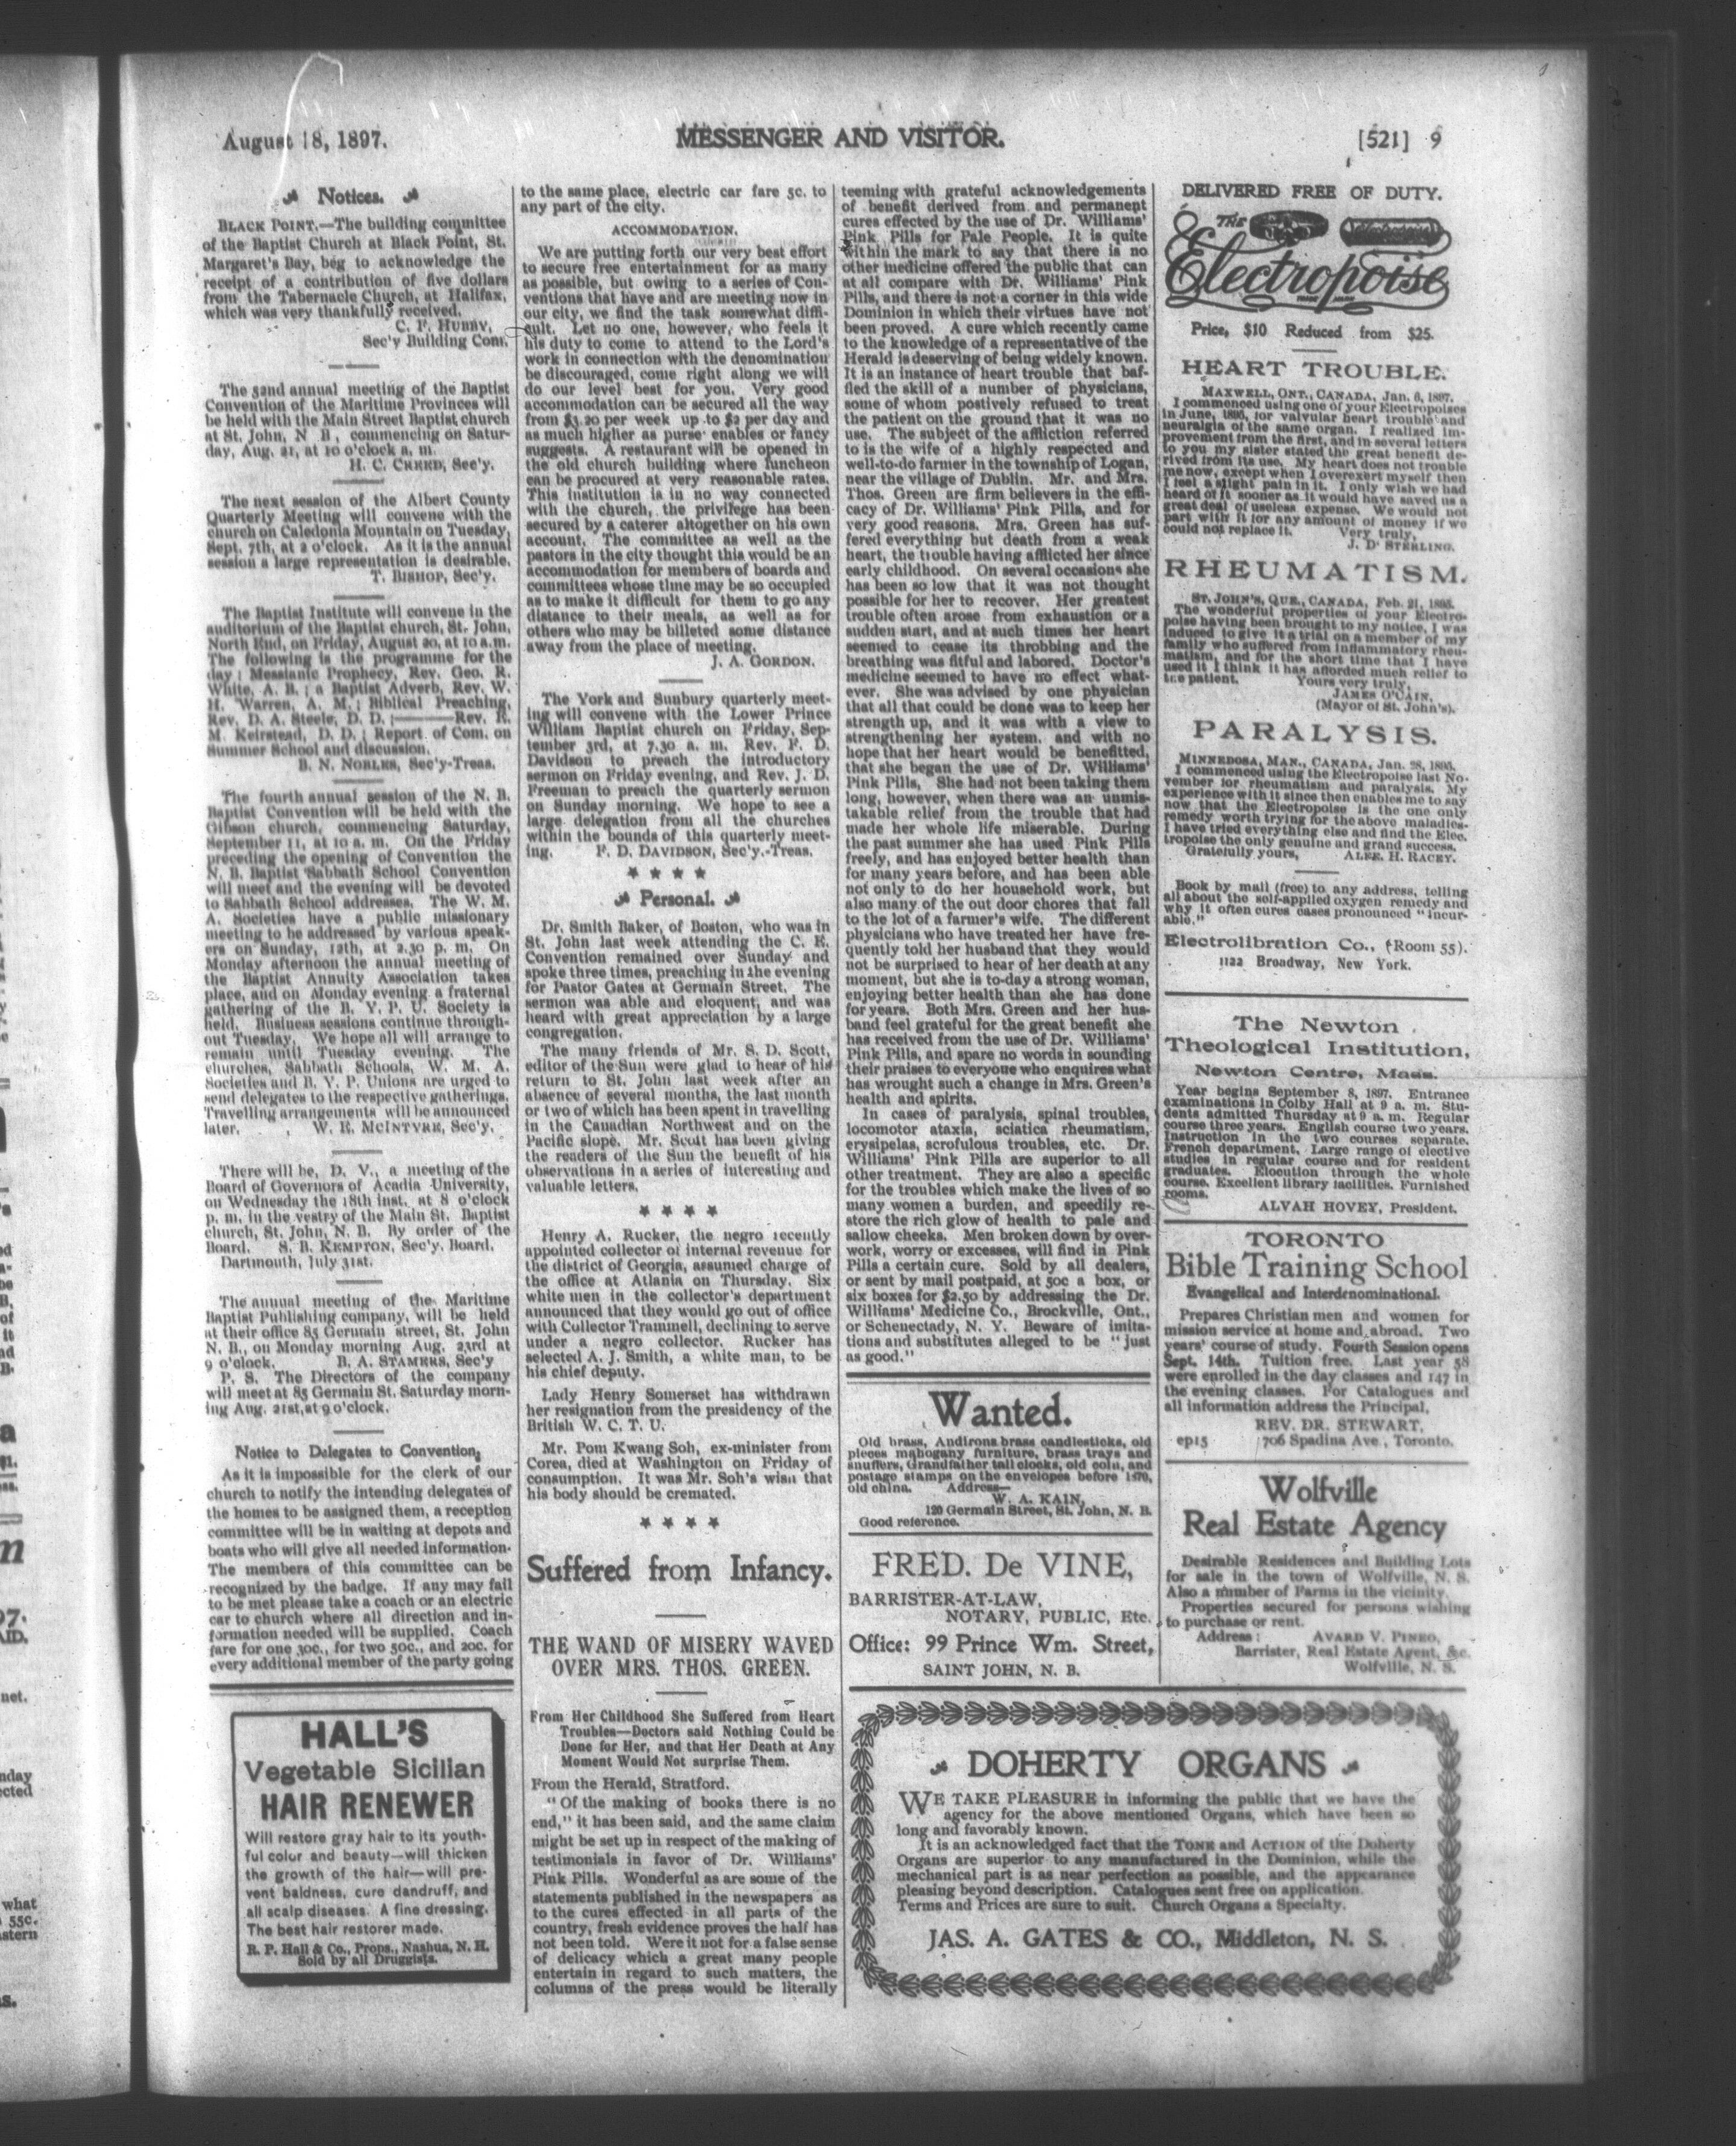 August 18, 1897.
MESSENGER AND VISITOR.
[521] 9
Notices.
BLACK POINT.—The building committee
of the Baptist Church at Black Point, St.
Margaret's Bay, beg to acknowledge the
receipt of a contribution of five dollars
from the Tabernacle Church, at Halifax,
which was very thankfully received.
C. F. HUBBY,
Sec'y Building Com.
The 52nd annual meeting of the Baptist
Convention of the Maritime Provinces will
be held with the Main Street Baptist church
at St. John, N B, commencing on Satur-
day, Aug. 21, at 10 o'clock a. m.
H. C. CREED, Sec'y.
The next session of the Albert County
Quarterly Meeting will convene with the
church on Caledonia Mountain on Tuesday,
Sept. 7th, at 2 o'clock. As it is the annual
session a large representation is desirable.
T. BISHOP, Sec'y.
The Baptist Institute will convene in the
auditorium of the Baptist church, St. John,
North End, on Friday, August 20, at 10 a.m.
The following is the programme for the
day; Messianic Prophecy, Rev. Geo. R.
White, A. B.; a Baptist Adverb, Rev. W.
H. Warren, A. M.; Biblical Preaching,
Rev. D. A. Steele, D. D.;———Rev. R.
M. Keirstead, D. D.; Report of Com. on
Summer School and discussion.
B. N. NOBLES, Sec'y-Treas.
The fourth annual session of the N. B.
Baptist Convention will be held with the
Gibson church, commencing Saturday,
September 11, at 10 a. m. On the Friday
preceding the opening of Convention the
N. B. Baptist Sabbath School Convention
will meet and the evening will be devoted
to Sabbath School addresses. The W. M.
A. Societies have a public missionary
meeting to be addressed by various speak-
ers on Sunday, 12th, at 2.30 p. m. On
Monday afternoon the annual meeting of
the Baptist Annuity Association takes
place, and on Monday evening a fraternal
gathering of the B. Y. P. U. Society is
held. Business sessions continue through-
out Tuesday. We hope all will arrange to
remain until Tuesday evening. The
churches, Sabbath Schools, W. M. A.
Societies and B. Y. P. Unions are urged to
send delegates to the respective gatherings.
Travelling arrangements will be announced
later. W. E. MCINTYRE, Sec'y.
There will be, D. V., a meeting of the
Board of Governors of Acadia University,
on Wednesday the 18th inst. at 8 o'clock
p. m. in the vestry of the Main St. Baptist
church, St. John, N. B. By order of the
Board. S. B. KEMPTON, Sec'y. Board.
Dartmouth, July 31st.
The annual meeting of the Maritime
Baptist Publishing company, will be held
at their office 85 Germain street, St. John
N. B., on Monday morning Aug. 23rd at
9 o'clock. B. A. STAMERS, Sec'y
P. S. The Directors of the company
will meet at 85 Germain St. Saturday morn-
ing Aug. 21st, at 9 o'clock.
Notice to Delegates to Convention,
As it is impossible for the clerk of our
church to notify the intending delegates of
the homes to be assigned them, a reception
committee will be in waiting at depots and
boats who will give all needed information.
The members of this committee can be
recognized by the badge. If any may fail
to be met please take a coach or an electric
car to church where all direction and in-
formation needed will be supplied. Coach
fare for one 30c., for two 50c., and 20c. for
every additional member of the party going
HALL'S
Vegetable Sicilian
HAIR RENEWER
Will restore gray hair to its youth-
ful color and beauty—will thicken
the growth of the hair—will pre-
vent baldness, cure dandruff, and
all scalp diseases. A fine dressing.
The best hair restorer made.
R. P. Hall & Co., Props., Nashua, N. H.
Sold by all Druggists.
to the same place, electric car fare 5c. to
any part of the city.
ACCOMMODATION.
We are putting forth our very best effort
to secure free entertainment for as many
as possible, but owing to a series of Con-
ventions that have and are meeting now in
our city, we find the task somewhat diffi-
cult. Let no one, however, who feels it
his duty to come to attend to the Lord's
work in connection with the denomination
be discouraged, come right along we will
do our level best for you. Very good
accommodation can be secured all the way
from $3.20 per week up to $2 per day and
as much higher as purse enables or fancy
suggests. A restaurant will be opened in
the old church building where luncheon
can be procured at very reasonable rates.
This institution is in no way connected
with the church, the privilege has been
secured by a caterer altogether on his own
account. The committee as well as the
pastors in the city thought this would be an
accommodation for members of boards and
committees whose time may be so occupied
as to make it difficult for them to go any
distance to their meals, as well as for
others who may be billeted some distance
away from the place of meeting.
J. A. GORDON.
The York and Sunbury quarterly meet-
ing will convene with the Lower Prince
William Baptist church on Friday, Sep-
tember 3rd, at 7.30 a. m. Rev. F. D.
Davidson to preach the introductory
sermon on Friday evening, and Rev. J. D.
Freeman to preach the quarterly sermon
on Sunday morning. We hope to see a
large delegation from all the churches
within the bounds of this quarterly meet-
ing. F. D. DAVIDSON, Sec'y.-Treas.
Personal.
Dr. Smith Baker, of Boston, who was in
St. John last week attending the C. E.
Convention remained over Sunday and
spoke three times, preaching in the evening
for Pastor Gates at Germain Street. The
sermon was able and eloquent, and was
heard with great appreciation by a large
congregation.
The many friends of Mr. S. D. Scott,
editor of the Sun were glad to hear of his
return to St. John last week after an
absence of several months, the last month
or two of which has been spent in travelling
in the Canadian Northwest and on the
Pacific slope. Mr. Scott has been giving
the readers of the Sun the benefit of his
observations in a series of interesting and
valuable letters.
Henry A. Rucker, the negro recently
appointed collector of internal revenue for
the district of Georgia, assumed charge of
the office at Atlania on Thursday. Six
white men in the collector's department
announced that they would go out of office
with Collector Trammell, declining to serve
under a negro collector. Rucker has
selected A. J. Smith, a white man, to be
his chief deputy.
Lady Henry Somerset has withdrawn
her resignation from the presidency of the
British W. C. T. U.
Mr. Pom Kwang Soh, ex-minister from
Corea, died at Washington on Friday of
consumption. It was Mr. Soh's wish that
his body should be cremated.
Suffered from Infancy.
THE WAND OF MISERY WAVED
OVER MRS. THOS. GREEN.
From Her Childhood She Suffered from Heart
Troubles—Doctors said Nothing Could be
Done for Her, and that Her Death at Any
Moment Would Not surprise Them.
From the Herald, Stratford.
"Of the making of books there is no
end," it has been said, and the same claim
might be set up in respect of the making of
testimonials in favor of Dr. Williams'
Pink Pills. Wonderful as are some of the
statements published in the newspapers as
to the cures effected in all parts of the
country, fresh evidence proves the half has
not been told. Were it not for a false sense
of delicacy which a great many people
entertain in regard to such matters, the
columns of the press would be literally
teeming with grateful acknowledgements
of benefit derived from and permanent
cures effected by the use of Dr. Williams'
Pink Pills for Pale People. It is quite
within the mark to say that there is no
other medicine offered the public that can
at all compare with Dr. Williams' Pink
Pills, and there is not a corner in this wide
Dominion in which their virtues have not
been proved. A cure which recently came
to the knowledge of a representative of the
Herald is deserving of being widely known.
It is an instance of heart trouble that baf-
fled the skill of a number of physicians,
some of whom postively refused to treat
the patient on the ground that it was no
use. The subject of the affliction referred
to is the wife of a highly respected and
well-to-do farmer in the township of Logan,
near the village of Dublin. Mr. and Mrs.
Thos. Green are firm believers in the effi-
cacy of Dr. Williams' Pink Pills, and for
very good reasons. Mrs. Green has suf-
fered everything but death from a weak
heart, the trouble having afflicted her since
early childhood. On several occasions she
has been so low that it was not thought
possible for her to recover. Her greatest
trouble often arose from exhaustion or a
sudden start, and at such times her heart
seemed to cease its throbbing and the
breathing was fitful and labored. Doctor's
medicine seemed to have no effect what-
ever. She was advised by one physician
that all that could be done was to keep her
strength up, and it was with a view to
strengthening her system, and with no
hope that her heart would be benefitted,
that she began the use of Dr. Williams'
Pink Pills. She had not been taking them
long, however, when there was an unmis-
takable relief from the trouble that had
made her whole life miserable. During
the past summer she has used Pink Pills
freely, and has enjoyed better health than
for many years before, and has been able
not only to do her household work, but
also many of the out door chores that fall
to the lot of a farmer's wife. The different
physicians who have treated her have fre-
quently told her husband that they would
not be surprised to hear of her death at any
moment, but she is to-day a strong woman,
enjoying better health than she has done
for years. Both Mrs. Green and her hus-
band feel grateful for the great benefit she
has received from the use of Dr. Williams'
Pink Pills, and spare no words in sounding
their praises to everyone who enquires what
has wrought such a change in Mrs. Green's
health and spirits.
In cases of paralysis, spinal troubles,
locomotor ataxia, sciatica rheumatism,
erysipelas, scrofulous troubles, etc. Dr.
Williams' Pink Pills are superior to all
other treatment. They are also a specific
for the troubles which make the lives of so
many women a burden, and speedily re-
store the rich glow of health to pale and
sallow cheeks. Men broken down by over-
work, worry or excesses, will find in Pink
Pills a certain cure. Sold by all dealers,
or sent by mail postpaid, at 50c a box, or
six boxes for $2.50 by addressing the Dr.
Williams' Medicine Co., Brockville, Ont.,
or Schenectady, N. Y. Beware of imita-
tions and substitutes alleged to be "just
as good."
Wanted.
Old brass, Andirons brass candlesticks, old
pieces mahogany furniture, brass trays and
snuffers, Grandfather tall clocks, old coin, and
postage stamps on the envelopes before 1870,
old china. Address—
W. A. KAIN,
120 Germain Street, St. John, N. B.
Good reference.
FRED. De VINE,
BARRISTER-AT-LAW,
NOTARY, PUBLIC, Etc.
Office: 99 Prince Wm. Street,
SAINT JOHN, N. B.
DELIVERED FREE OF DUTY.
THE
Electropoise
Price, $10 Reduced from $25.
HEART TROUBLE.
MAXWELL, ONT., CANADA, Jan. 6, 1897.
I commenced using one of your Electropoises
in June, 1895, for valvular heart trouble and
neuralgia of the same organ. I realized im-
provement from the first, and in several letters
to you my sister stated the great benefit de-
rived from its use. My heart does not trouble
me now, except when I overexert myself then
I feel a slight pain in it. I only wish we had
heard of it sooner as it would have saved us a
great deal of useless expense. We would not
part with it for any amount of money if we
could not replace it. Very truly,
J. D. STERLING.
RHEUMATISM.
ST. JOHN'S, QUE., CANADA, Feb. 21, 1895.
The wonderful properties of your Electro-
poise having been brought to my notice, I was
induced to give it a trial on a member of my
family who suffered from inflammatory rheu-
matism, and for the short time that I have
used it I think it has afforded much relief to
the patient. Yours very truly,
JAMES O'CAIN,
(Mayor of St. John's).
PARALYSIS.
MINNEDOSA, MAN., CANADA, Jan. 28, 1895.
I commenced using the Electropoise last No-
vember for rheumatism and paralysis. My
experience with it since then enables me to say
now that the Electropoise is the one only
remedy worth trying for the above maladies.
I have tried everything else and find the Elec-
tropoise the only genuine and grand success.
Gratefully yours, ALEX. H. RACEY.
Book by mail (free) to any address, telling
all about the self-applied oxygen remedy and
why it often cures cases pronounced "incur-
able."
Electrolibration Co., (Room 55).
1122 Broadway, New York.
The Newton
Theological Institution,
Newton Centre, Mass.
Year begins September 8, 1897. Entrance
examinations in Colby Hall at 9 a. m. Stu-
dents admitted Thursday at 9 a. m. Regular
course three years. English course two years.
Instruction in the two courses separate.
French department. Large range of elective
studies in regular course and for resident
graduates. Elocution through the whole
course. Excellent library facilities. Furnished
rooms.
ALVAH HOVEY, President.
TORONTO
Bible Training School
Evangelical and Interdenominational.
Prepares Christian men and women for
mission service at home and abroad. Two
years' course of study. Fourth Session opens
Sept. 14th. Tuition free. Last year 58
were enrolled in the day classes and 147 in
the evening classes. For Catalogues and
all information address the Principal,
REV. DR. STEWART,
ep15 706 Spadina Ave., Toronto.
Wolfville
Real Estate Agency
Desirable Residences and Building Lots
for sale in the town of Wolfville, N. S.
Also a number of Farms in the vicinity.
Properties secured for persons wishing
to purchase or rent.
Address: AVARD V. PINEO,
Barrister, Real Estate Agent, &c.
Wolfville, N. S.
DOHERTY ORGANS
WE TAKE PLEASURE in informing the public that we have the
agency for the above mentioned Organs, which have been so
long and favorably known.
It is an acknowledged fact that the TONE and ACTION of the Doherty
Organs are superior to any manufactured in the Dominion, while the
mechanical part is as near perfection as possible, and the appearance
pleasing beyond description. Catalogues sent free on application.
Terms and Prices are sure to suit. Church Organs a Specialty.
JAS. A. GATES & CO., Middleton, N. S.